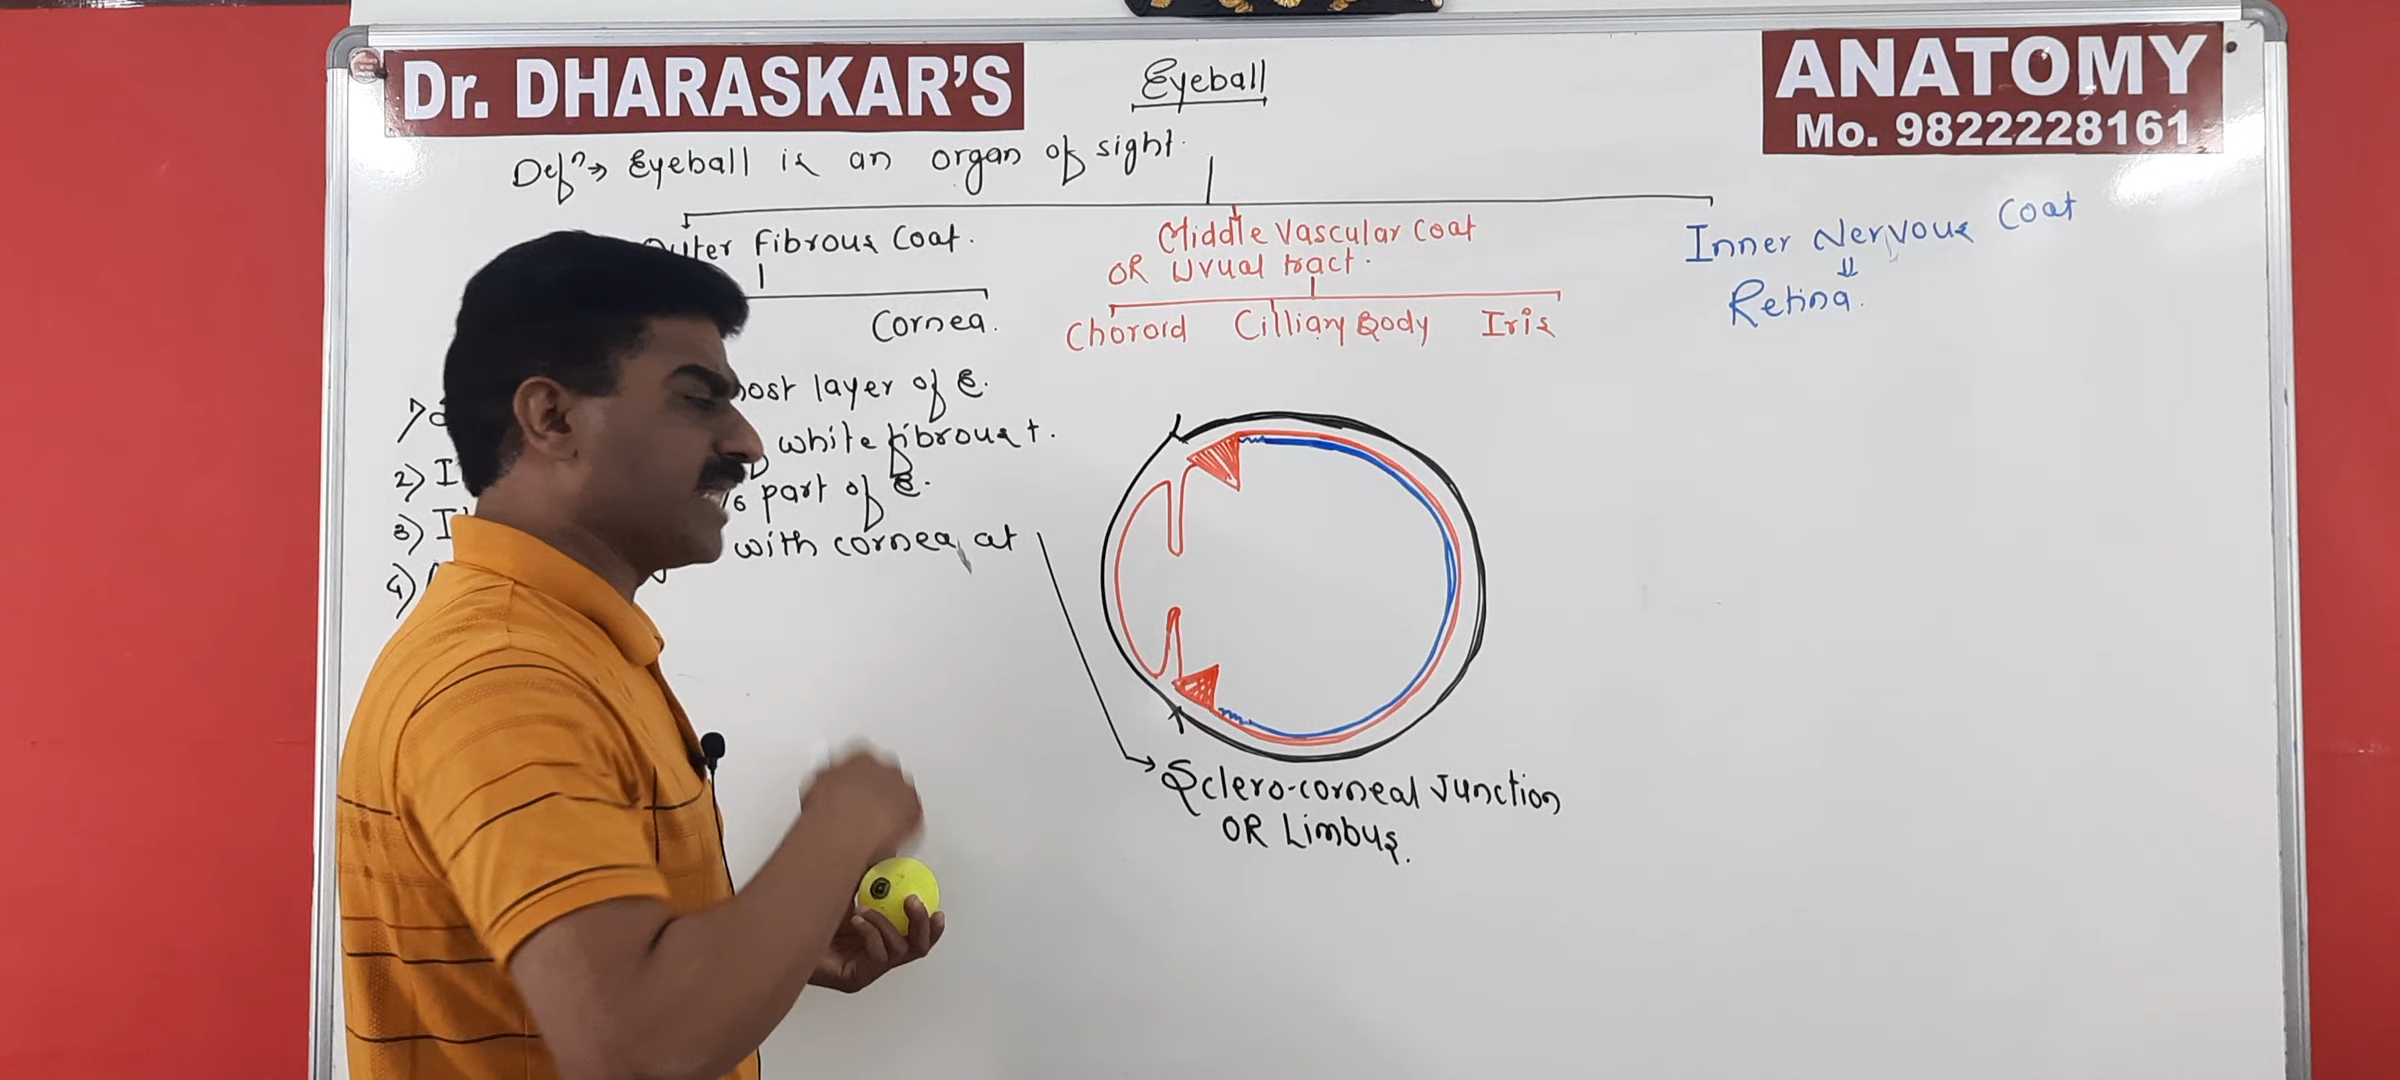 Dr. DHARASKAR'S
Eyeball
ANATOMY
Mo. 9822228161
Defⁿ→ Eyeball is an organ of sight.
Outer Fibrous Coat.
Middle Vascular Coat
OR Uvual tract.
Inner Nervous Coat
⇓
Retina.
Cornea.
Choroid Cilliary Body Iris
1) layer of e.
2) I white fibrous t.
3) I part of e.
4) with cornea at
→ Sclero-corneal Junction
OR Limbus.